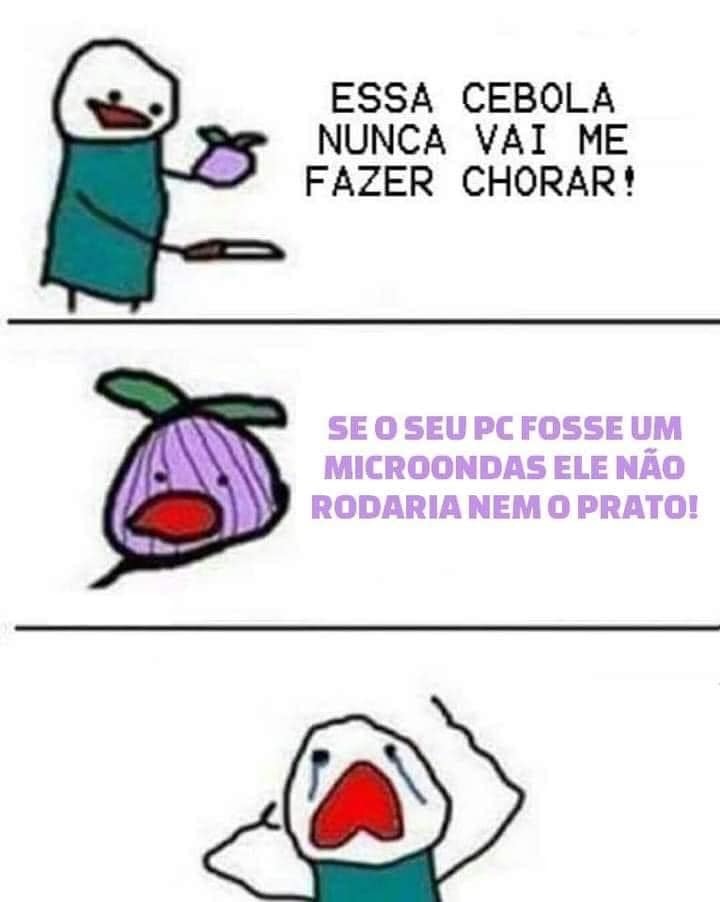 ESSA CEBOLA
NUNCA VAI ME
FAZER CHORAR!
SE O SEU PC FOSSE UM
MICROONDAS ELE NÃO
RODARIA NEM O PRATO!